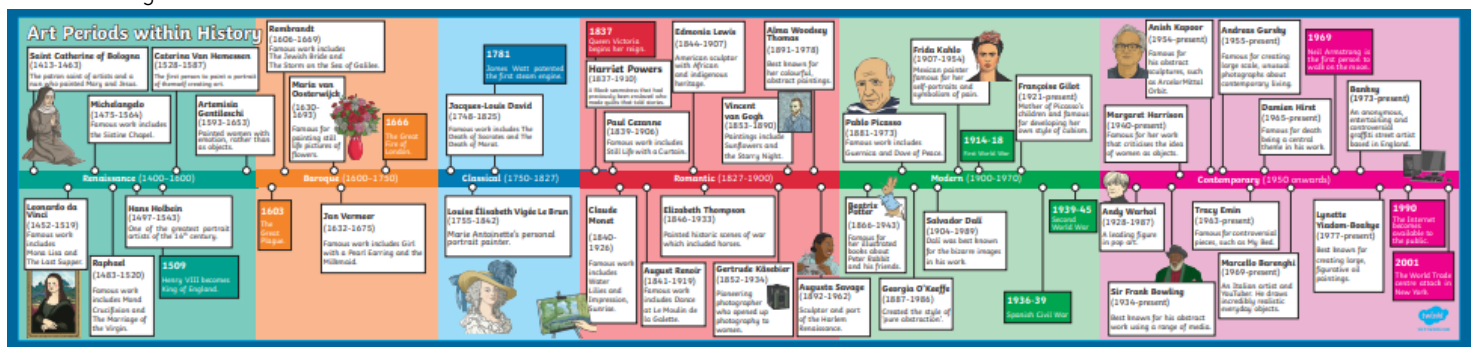 Art Periods within History
Saint Catherine of Bologna
(1413-1463)
The patron saint of artists and a
nun who painted Mary and Jesus.
Caterina Van Hemessen
(1528-1587)
The first person to paint a portrait
of themself creating art.
Michelangelo
(1475-1564)
Famous work includes
the Sistine Chapel.
Artemisia
Gentileschi
(1593-1653)
Painted women with
emotion, rather than
as objects.
Renaissance (1400-1600)
Leonardo da
Vinci
(1452-1519)
Famous work
includes
Mona Lisa and
The Last Supper.
Raphael
(1483-1520)
Famous work
includes Mond
Crucifixion and
The Marriage of
the Virgin.
Hans Holbein
(1497-1543)
One of the greatest portrait
artists of the 16th century.
1509
Henry VIII becomes
King of England.
Rembrandt
(1606-1669)
Famous work includes
The Jewish Bride and
The Storm on the Sea of Galilee.
Maria van
Oosterwijck
(1630-
1693)
Famous for
painting still
life pictures of
flowers.
1666
The Great
Fire of
London.
Baroque (1600-1750)
1603
The
Great
Plague.
Jan Vermeer
(1632-1675)
Famous work includes Girl
with a Pearl Earring and the
Milkmaid.
1781
James Watt patented
the first steam engine.
Jacques-Louis David
(1748-1825)
Famous work includes The
Death of Socrates and The
Death of Marat.
Classical (1750-1827)
Louise Élisabeth Vigée Le Brun
(1755-1842)
Marie Antoinette's personal
portrait painter.
1837
Queen Victoria
begins her reign.
Harriet Powers
(1837-1910)
A Black seamstress that had
previously been enslaved who
made quilts that told stories.
Edmonia Lewis
(1844-1907)
American sculptor
with African
and indigenous
heritage.
Alma Woodsey
Thomas
(1891-1978)
Best known for
her colourful,
abstract paintings.
Paul Cezanne
(1839-1906)
Famous work includes
Still Life with a Curtain.
Vincent
van Gogh
(1853-1890)
Paintings include
Sunflowers and
the Starry Night.
Romantic (1827-1900)
Claude
Monet
(1840-
1926)
Famous work
includes
Water
Lilies and
Impression,
Sunrise.
Elizabeth Thompson
(1846-1933)
Painted historic scenes of war
which included horses.
August Renoir
(1841-1919)
Famous work
includes Dance
at Le Moulin de
la Galette.
Gertrude Käsebier
(1852-1934)
Pioneering
photographer
who opened up
photography to
women.
Augusta Savage
(1892-1962)
Sculptor and part
of the Harlem
Renaissance.
Frida Kahlo
(1907-1954)
Mexican painter
famous for her
self-portraits and
symbolism of pain.
Pablo Picasso
(1881-1973)
Famous work includes
Guernica and Dove of Peace.
1914-18
First World War
Françoise Gilot
(1921-present)
Mother of Picasso's
children and famous
for developing her
own style of cubism.
Modern (1900-1970)
Beatrix
Potter
(1866-1943)
Famous for
her illustrated
books about
Peter Rabbit
and his friends.
Salvador Dalí
(1904-1989)
Dalí was best known
for the bizarre images
in his work.
Georgia O'Keeffe
(1887-1986)
Created the style of
'pure abstraction'.
1939-45
Second
World War
1936-39
Spanish Civil War
Anish Kapoor
(1954-present)
Famous for
his abstract
sculptures, such
as ArcelorMittal
Orbit.
Andreas Gursky
(1955-present)
Famous for creating
large scale, unusual
photographs about
contemporary living.
1969
Neil Armstrong is
the first person to
walk on the moon.
Margaret Harrison
(1940-present)
Famous for her work
that criticises the idea
of women as objects.
Damien Hirst
(1965-present)
Famous for death
being a central
theme in his work.
Banksy
(1973-present)
An anonymous,
entertaining and
controversial
graffiti street artist
based in England.
Contemporary (1950 onwards)
Andy Warhol
(1928-1987)
A leading figure
in pop art.
Sir Frank Bowling
(1934-present)
Best known for his abstract
work using a range of media.
Tracy Emin
(1963-present)
Famous for controversial
pieces, such as My Bed.
Marcello Barenghi
(1969-present)
An Italian artist and
YouTuber. He draws
incredibly realistic
everyday objects.
Lynette
Yiadom-Boakye
(1977-present)
Best known for
creating large,
figurative oil
paintings.
1990
The Internet
becomes
available to
the public.
2001
The World Trade
centre attack in
New York.
twinkl